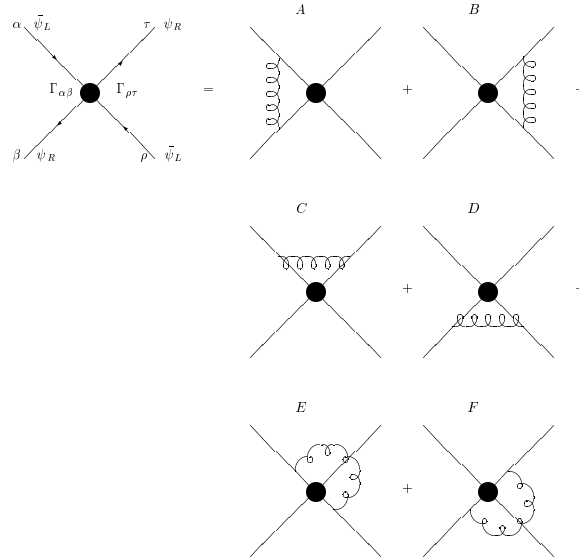 A B
α ψ̄_L τ ψ_R
Γ_αβ Γ_ρτ = +
β ψ_R ρ ψ̄_L
C D
+
E F
+